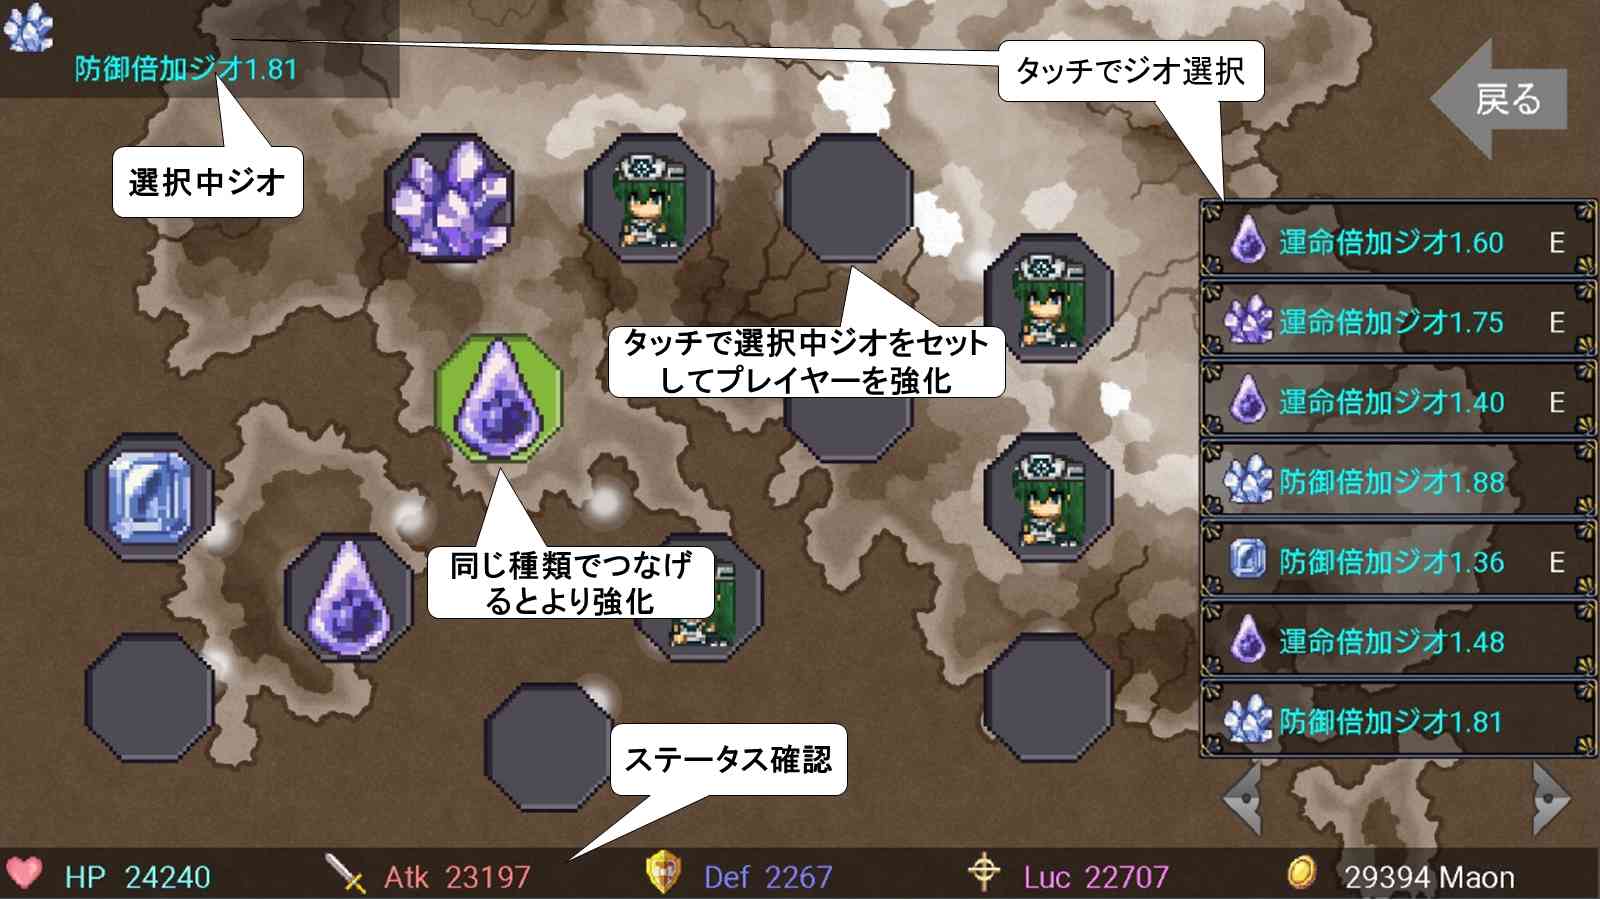 防御倍加ジオ1.81
タッチでジオ選択
戻る
選択中ジオ
運命倍加ジオ1.60 E
運命倍加ジオ1.75 E
タッチで選択中ジオをセット
してプレイヤーを強化
運命倍加ジオ1.40 E
防御倍加ジオ1.88
同じ種類でつなげ
るとより強化
防御倍加ジオ1.36 E
運命倍加ジオ1.48
防御倍加ジオ1.81
ステータス確認
HP 24240 Atk 23197 Def 2267 Luc 22707 29394 Maon